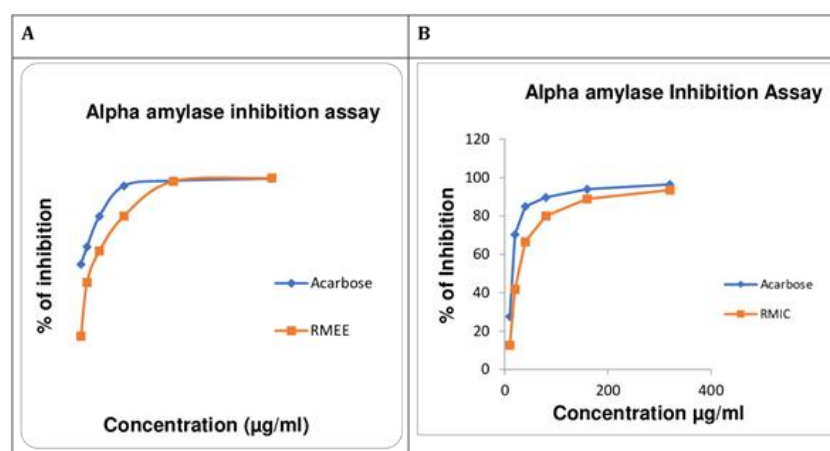 A
B
Alpha amylase inhibition assay
% of inhibition
Acarbose
RMEE
Concentration (µg/ml)
Alpha amylase Inhibition Assay
% of Inhibition
120
100
80
60
40
20
0
0
200
400
Acarbose
RMIC
Concentration µg/ml